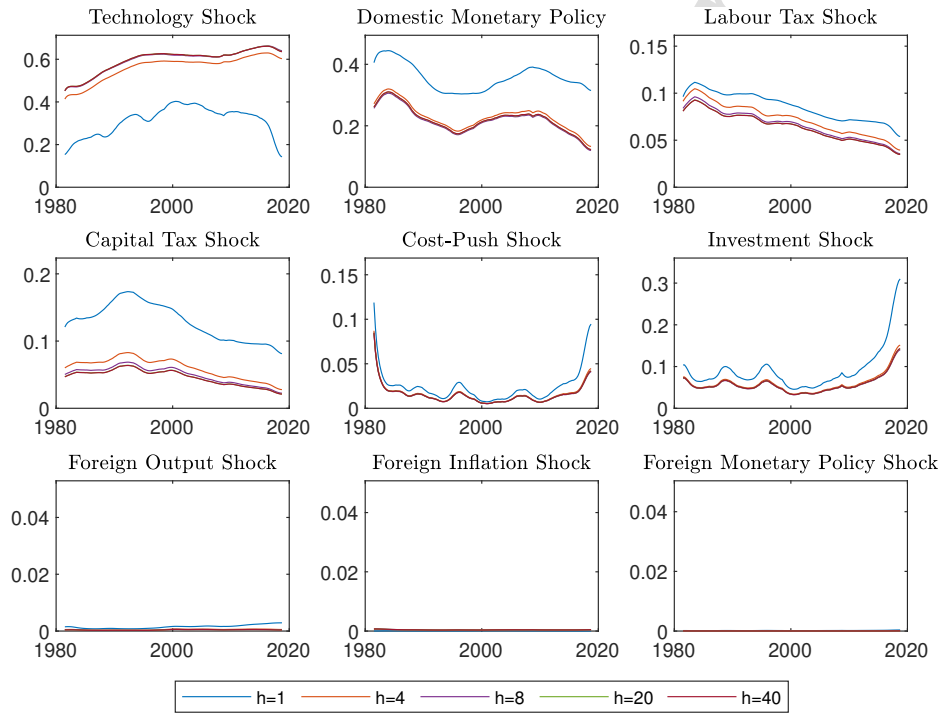 Technology Shock
0.6
0.4
0.2
0
1980 2000 2020
Domestic Monetary Policy
0.4
0.2
0
1980 2000 2020
Labour Tax Shock
0.15
0.1
0.05
0
1980 2000 2020
Capital Tax Shock
0.2
0.1
0
1980 2000 2020
Cost-Push Shock
0.15
0.1
0.05
0
1980 2000 2020
Investment Shock
0.3
0.2
0.1
0
1980 2000 2020
Foreign Output Shock
0.04
0.02
0
1980 2000 2020
Foreign Inflation Shock
0.04
0.02
0
1980 2000 2020
Foreign Monetary Policy Shock
0.04
0.02
0
1980 2000 2020
h=1 h=4 h=8 h=20 h=40